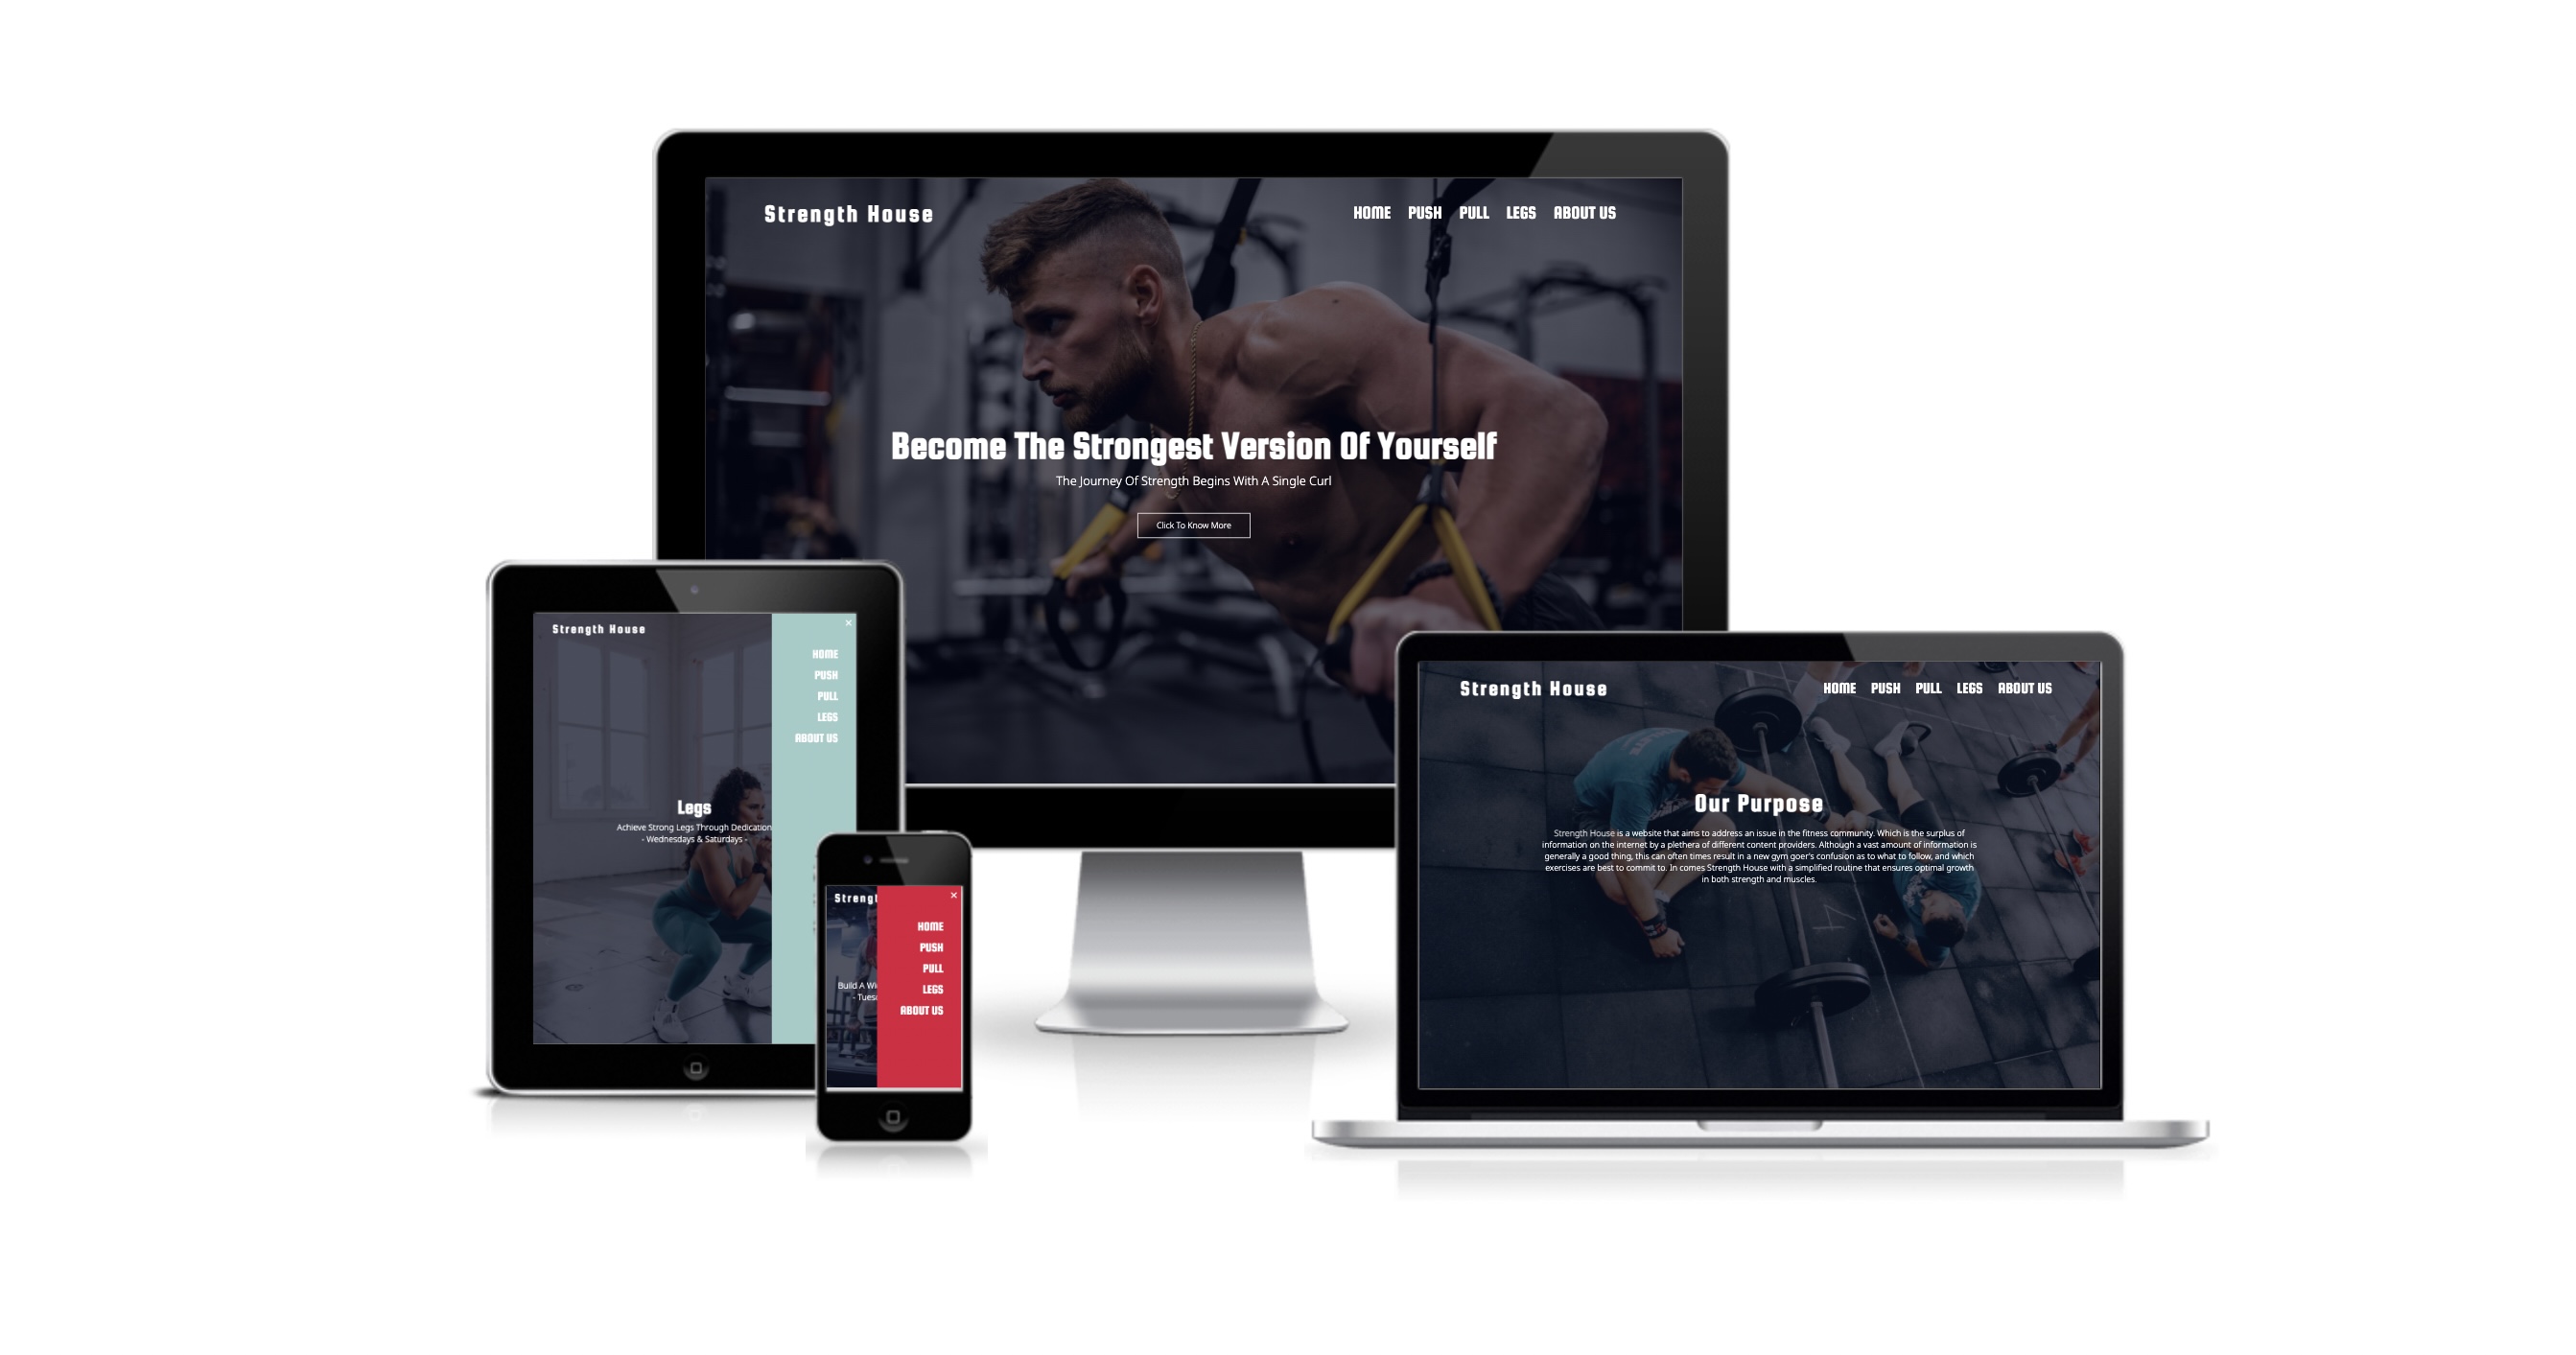 Strength House
HOME PUSH PULL LEGS ABOUT US
Become The Strongest Version Of Yourself
The Journey Of Strength Begins With A Single Curl
Click To Know More
Strength House
×
HOME
PUSH
PULL
LEGS
ABOUT US
Legs
Achieve Strong Legs Through Dedication
- Wednesdays & Saturdays -
Strengt
×
HOME
PUSH
PULL
LEGS
ABOUT US
Build A Wi
- Tues
Strength House
HOME PUSH PULL LEGS ABOUT US
Our Purpose
Strength House is a website that aims to address an issue in the fitness community. Which is the surplus of
information on the internet by a plethera of different content providers. Although a vast amount of information is
generally a good thing, this can often times result in a new gym goer's confusion as to what to follow, and which
exercises are best to commit to. In comes Strength House with a simplified routine that ensures optimal growth
in both strength and muscles.